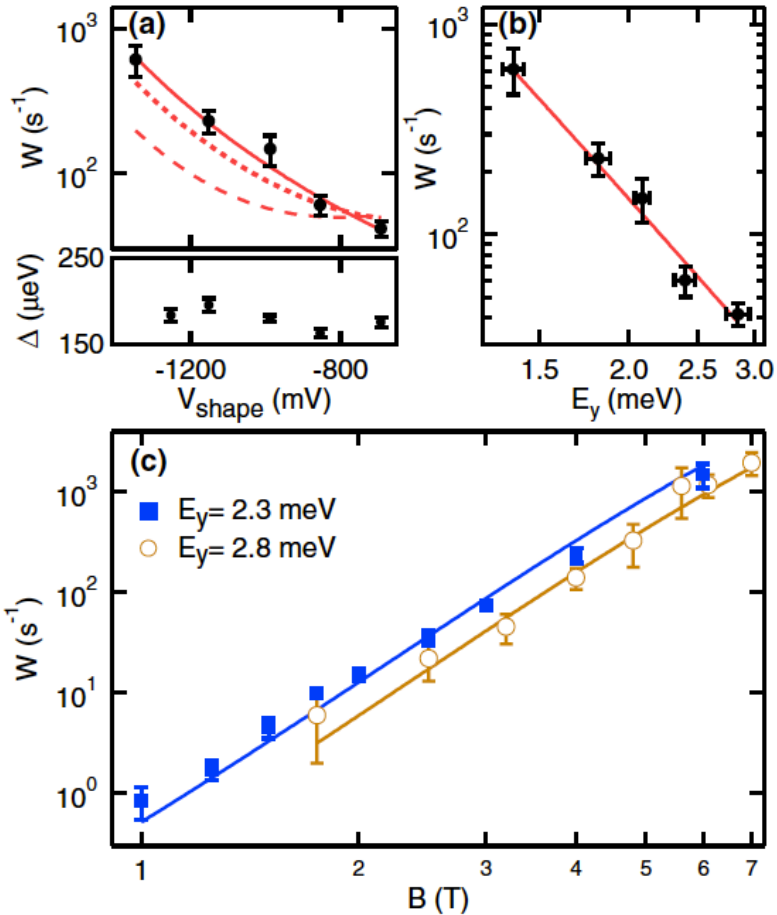 (a)
10³
10²
W (s⁻¹)
250
150
Δ (µeV)
-1200
-800
V_shape (mV)
(b)
10³
10²
W (s⁻¹)
1.5
2.0
2.5
3.0
E_y (meV)
(c)
E_y= 2.3 meV
E_y= 2.8 meV
10³
10²
10¹
10⁰
W (s⁻¹)
1
2
3
4
5
6
7
B (T)